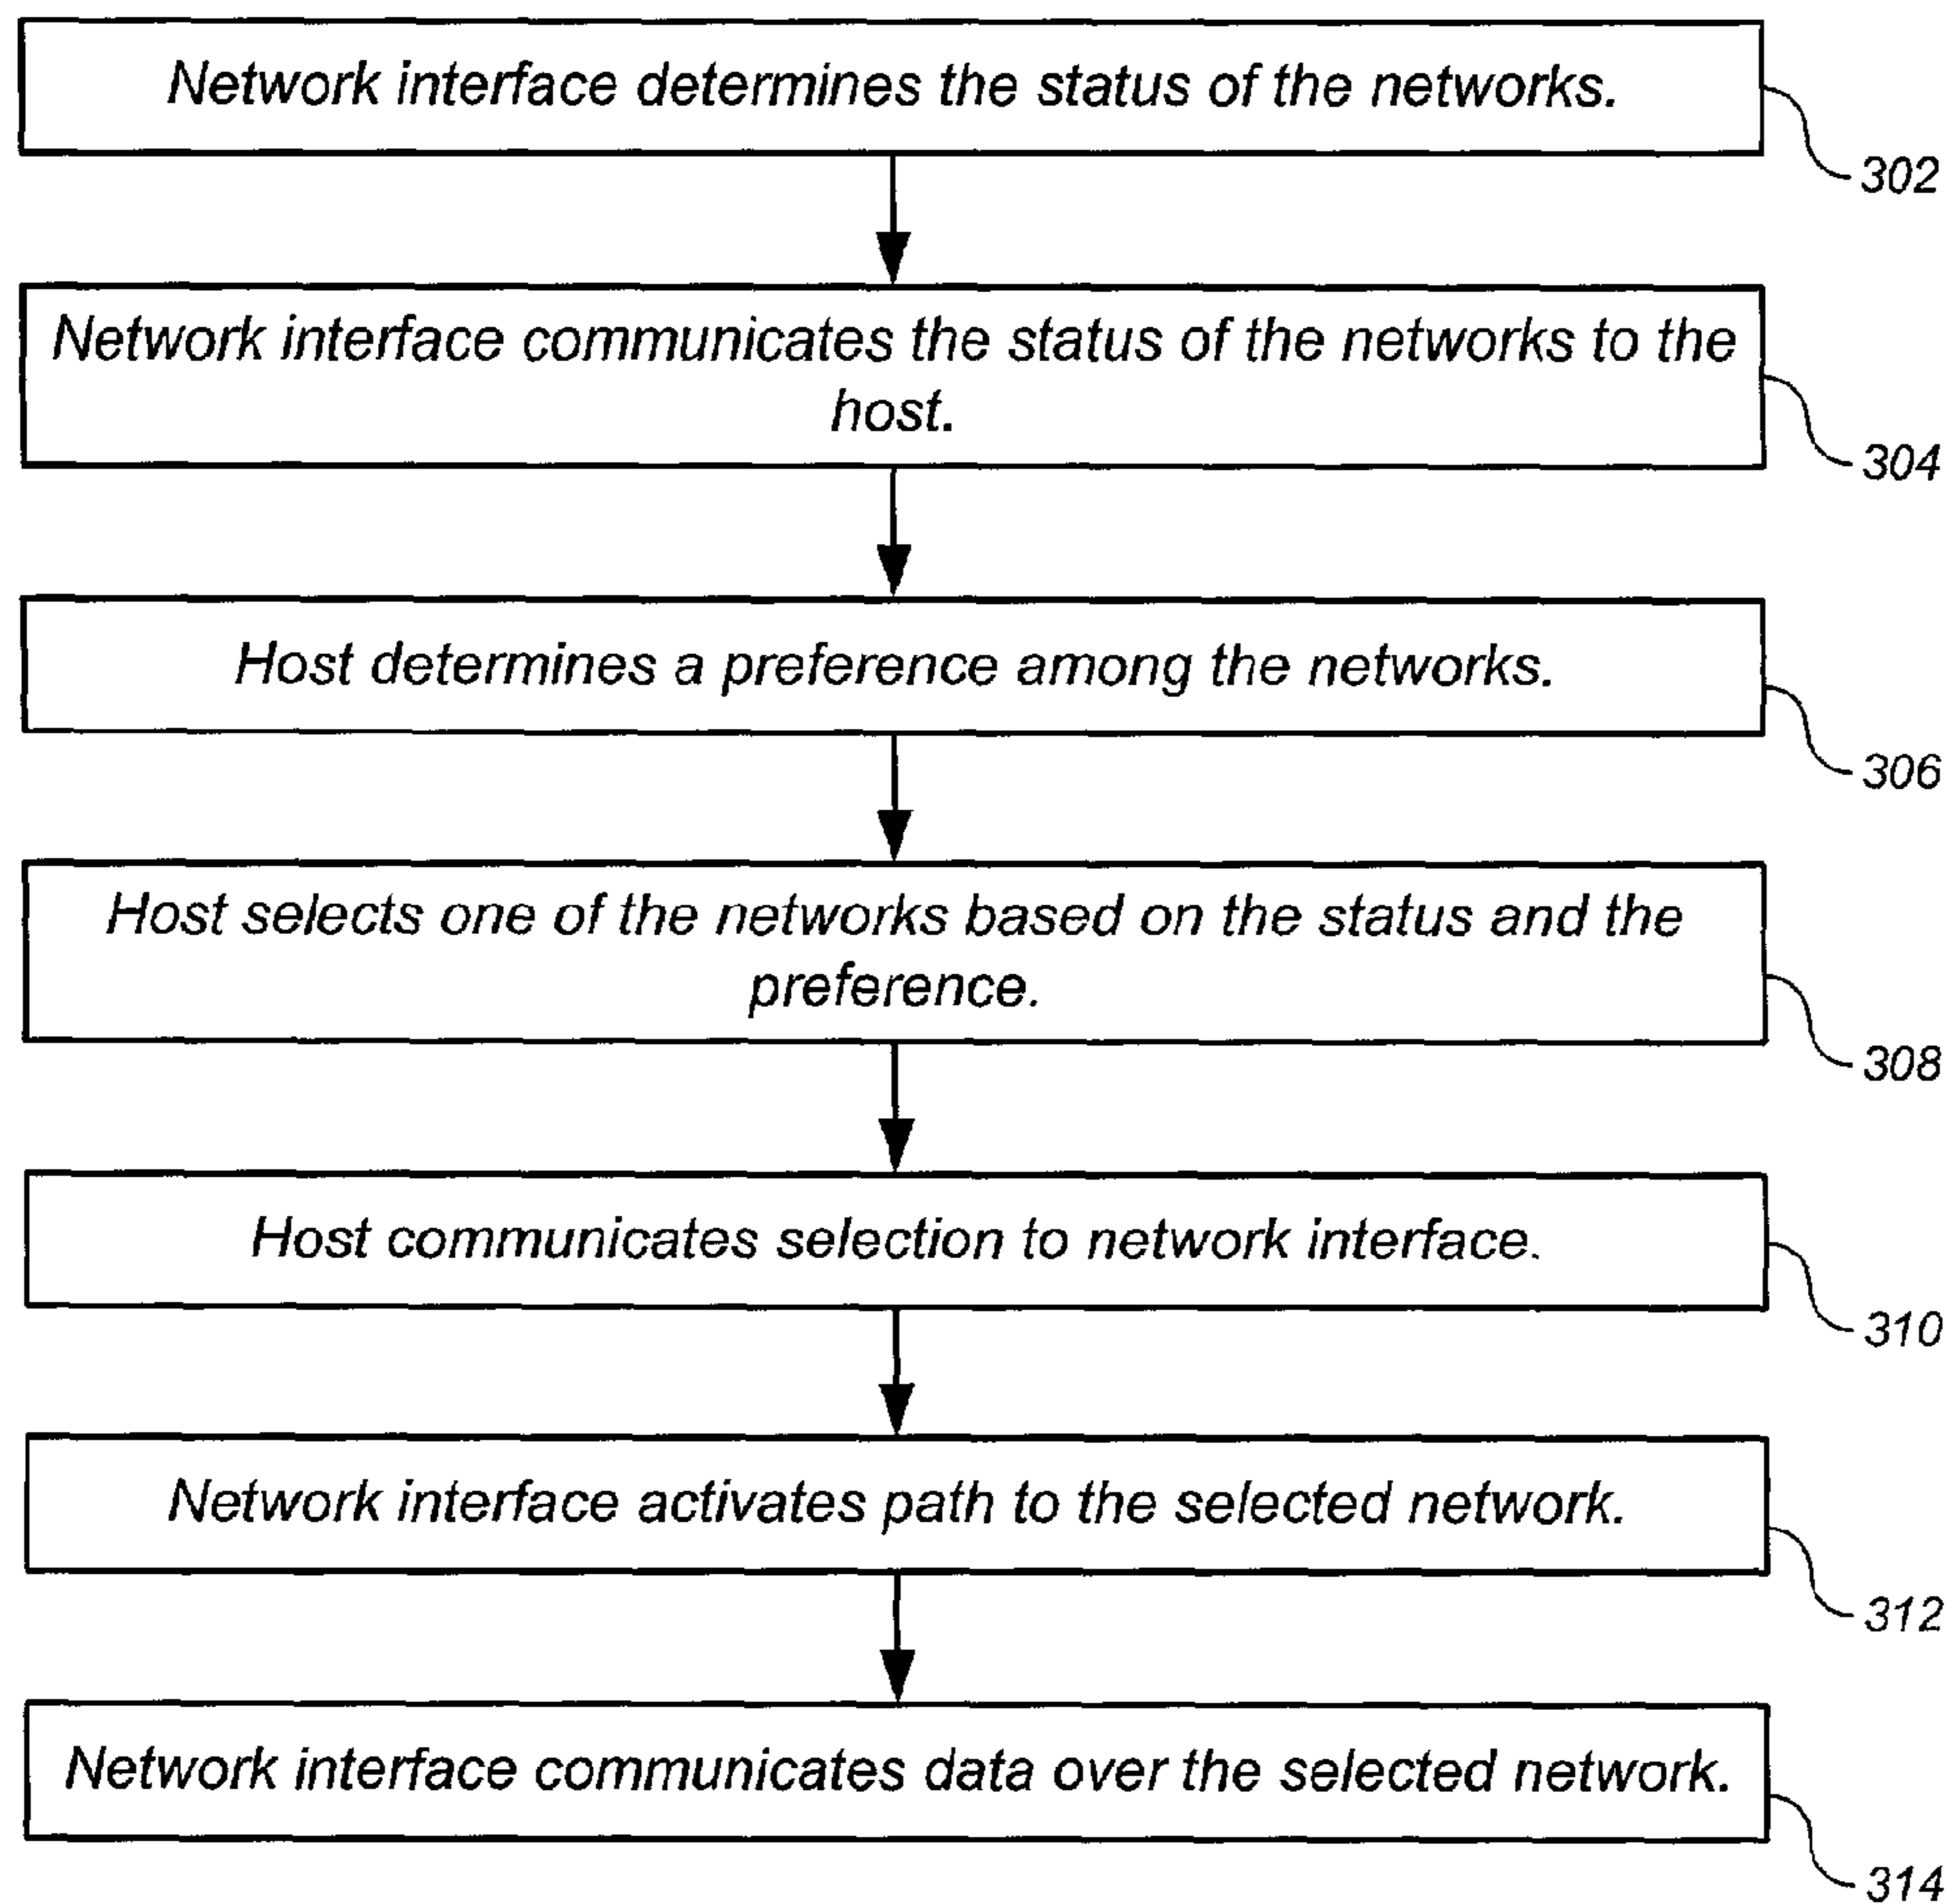 Network interface determines the status of the networks.
302
Network interface communicates the status of the networks to the
host.
304
Host determines a preference among the networks.
306
Host selects one of the networks based on the status and the
preference.
308
Host communicates selection to network interface.
310
Network interface activates path to the selected network.
312
Network interface communicates data over the selected network.
314